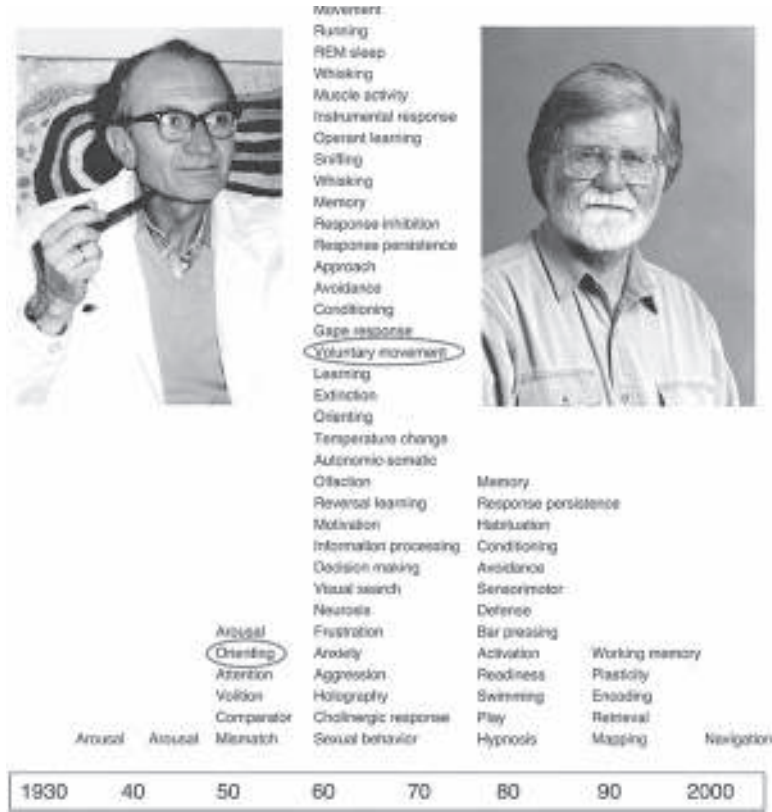 Movement
Running
REM sleep
Whisking
Muscle activity
Instrumental response
Operant learning
Sniffing
Whisking
Memory
Response inhibition
Response persistence
Approach
Avoidance
Conditioning
Gape response
Voluntary movement
Learning
Extinction
Orienting
Temperature change
Autonomic-somatic
Olfaction Memory
Reversal learning Response persistence
Motivation Habituation
Information processing Conditioning
Decision making Avoidance
Visual search Sensorimotor
Neurosis Defense
Arousal Frustration Bar pressing
Orienting Anxiety Activation Working memory
Attention Aggression Readiness Plasticity
Volition Holography Swimming Encoding
Comparator Cholinergic response Play Retrieval
Arousal Arousal Mismatch Sexual behavior Hypnosis Mapping Navigation
1930 40 50 60 70 80 90 2000